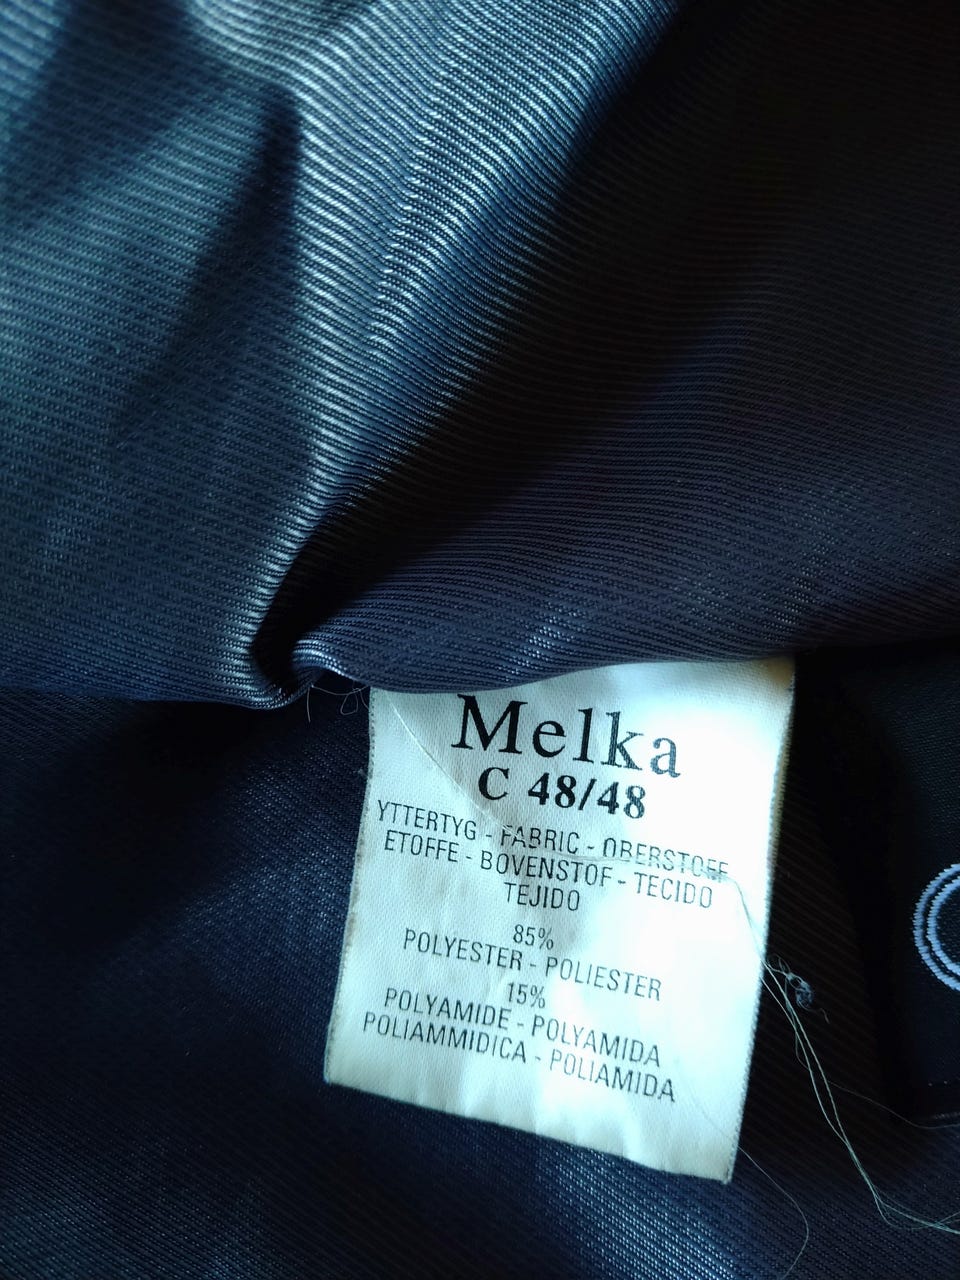 Melka
C 48/48
YTTERTYG - FABRIC - OBERSTOFF
ETOFFE - BOVENSTOF - TECIDO
TEJIDO
85%
POLYESTER - POLIESTER
15%
POLYAMIDE - POLYAMIDA
POLIAMMIDICA - POLIAMIDA